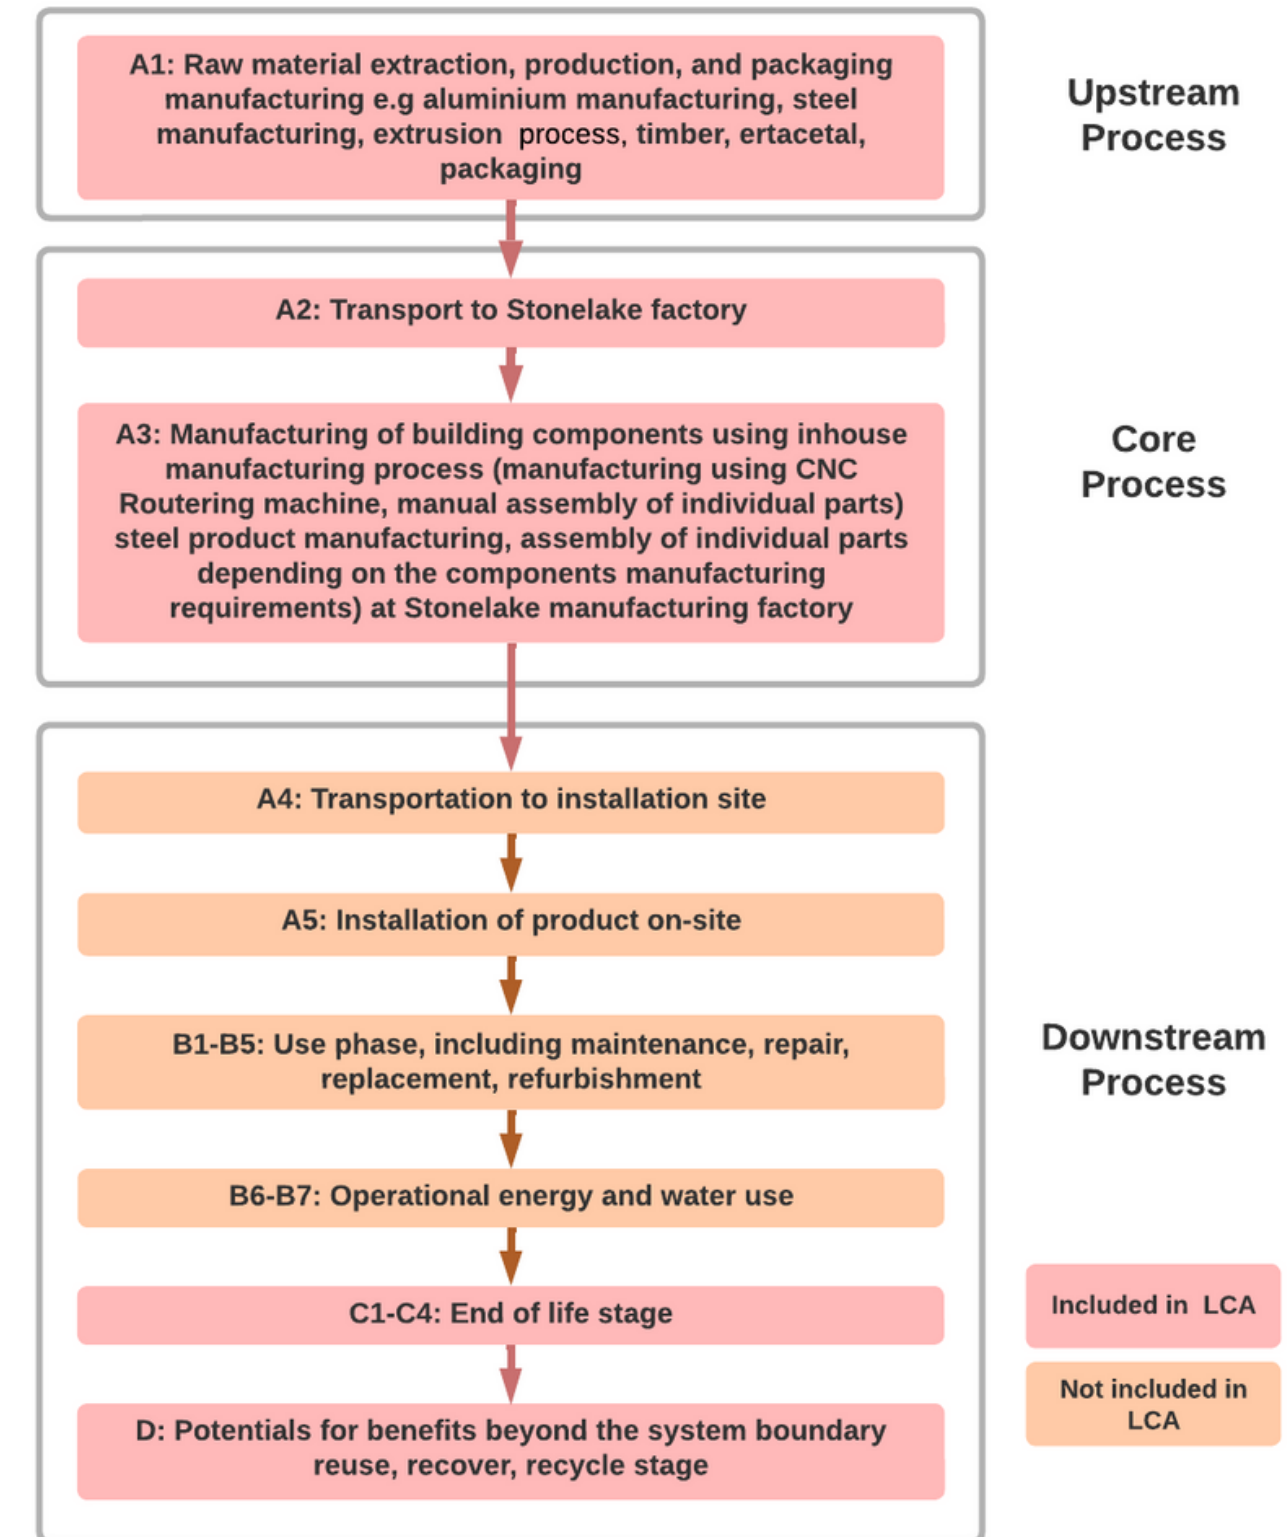 A1: Raw material extraction, production, and packaging
manufacturing e.g aluminium manufacturing, steel
manufacturing, extrusion process, timber, ertacetal,
packaging
Upstream
Process
A2: Transport to Stonelake factory
A3: Manufacturing of building components using inhouse
manufacturing process (manufacturing using CNC
Routering machine, manual assembly of individual parts)
steel product manufacturing, assembly of individual parts
depending on the components manufacturing
requirements) at Stonelake manufacturing factory
Core
Process
A4: Transportation to installation site
A5: Installation of product on-site
B1-B5: Use phase, including maintenance, repair,
replacement, refurbishment
B6-B7: Operational energy and water use
C1-C4: End of life stage
D: Potentials for benefits beyond the system boundary
reuse, recover, recycle stage
Downstream
Process
Included in LCA
Not included in
LCA